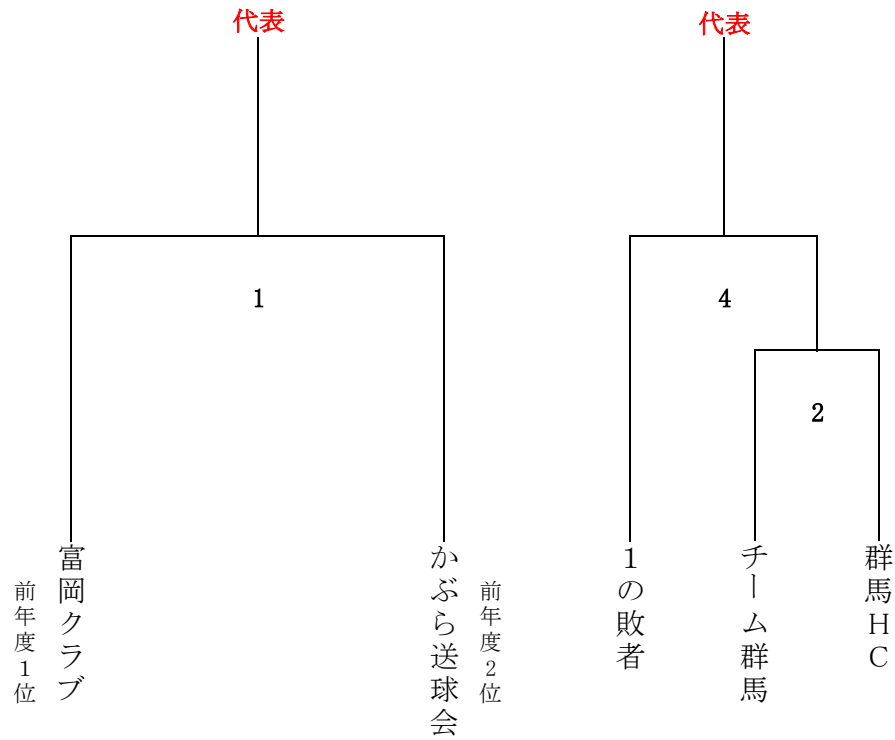 代表
代表
1
4
2
富岡クラブ
前年度1位
かぶら送球会
前年度2位
1の敗者
チーム群馬
群馬HC